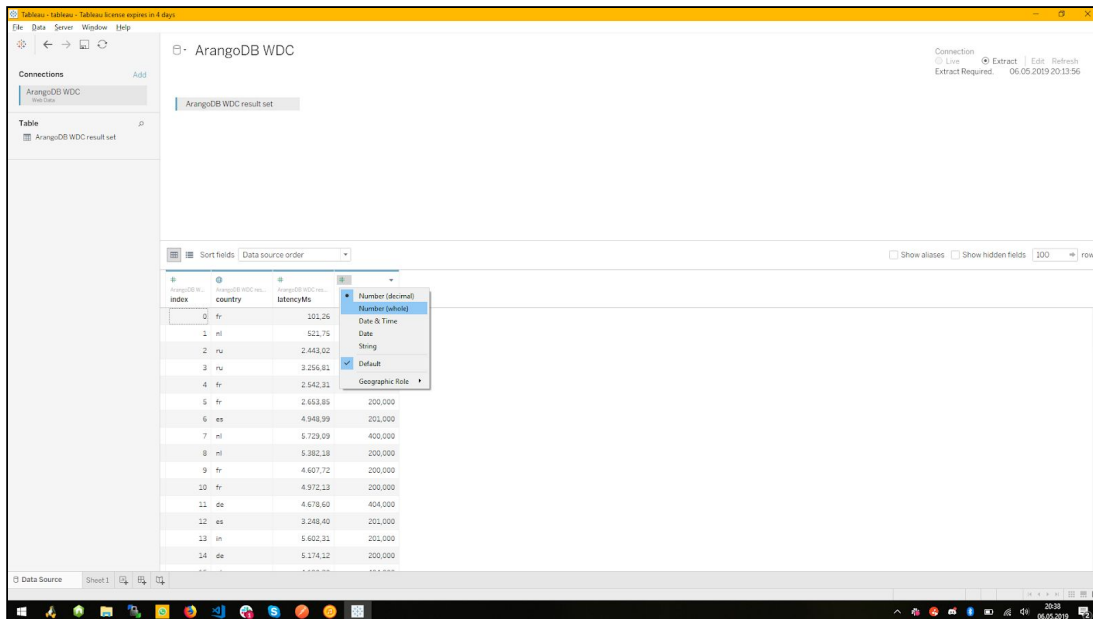 Tableau - tableau - Tableau license expires in 4 days
File Data Server Window Help
ArangoDB WDC
Connection
Live Extract Edit Refresh
Extract Required. 06.05.2019 20:13:56
Connections Add
ArangoDB WDC
Web Data
ArangoDB WDC result set
Table
ArangoDB WDC result set
Sort fields Data source order
Show aliases Show hidden fields 100 row
ArangoDB W... ArangoDB WDC res... ArangoDB WDC res...
index country latencyMs
Number (decimal)
Number (whole)
Date & Time
Date
String
Default
Geographic Role
0 fr 101,26
1 nl 521,75
2 ru 2.443,02
3 ru 3.256,81
4 fr 2.542,31
5 fr 2.653,85 200,000
6 es 4.948,99 201,000
7 nl 5.729,09 400,000
8 nl 5.382,18 200,000
9 fr 4.607,72 200,000
10 fr 4.972,13 200,000
11 de 4.678,60 404,000
12 es 3.248,40 201,000
13 in 5.602,31 201,000
14 de 5.174,12 200,000
Data Source Sheet 1
20:38
06.05.2019